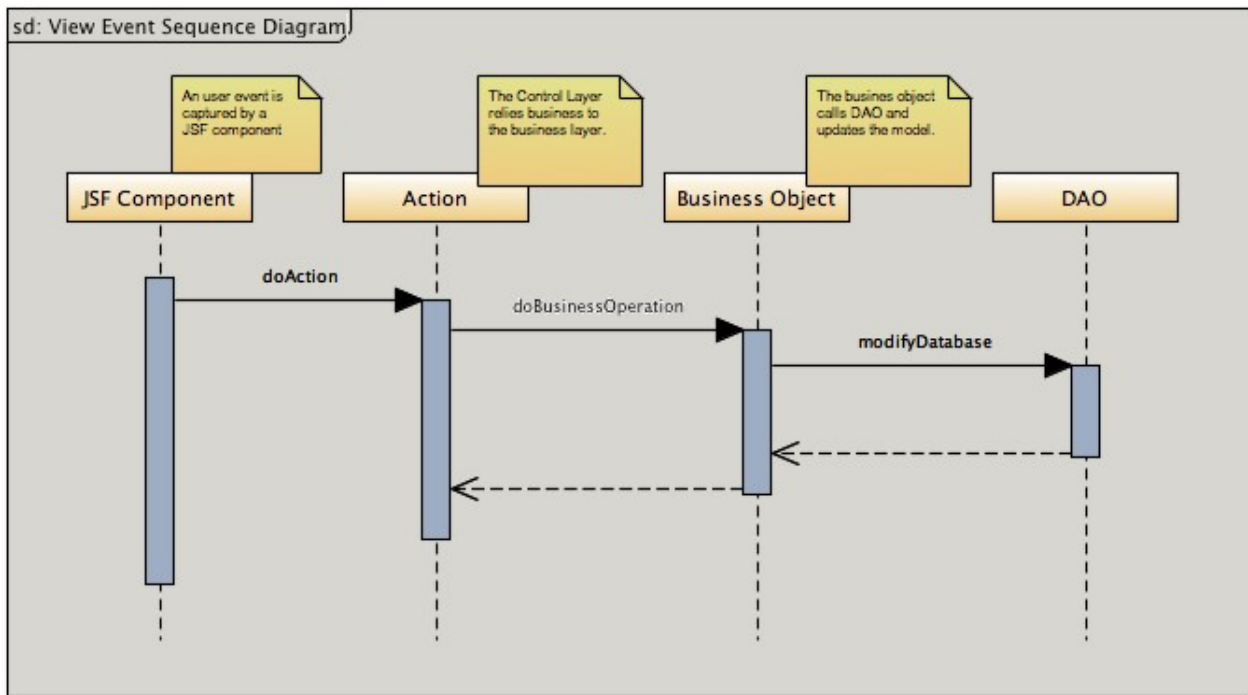 sd: View Event Sequence Diagram
An user event is
captured by a
JSF component
The Control Layer
relies business to
the business layer.
The busines object
calls DAO and
updates the model.
JSF Component
Action
Business Object
DAO
doAction
doBusinessOperation
modifyDatabase